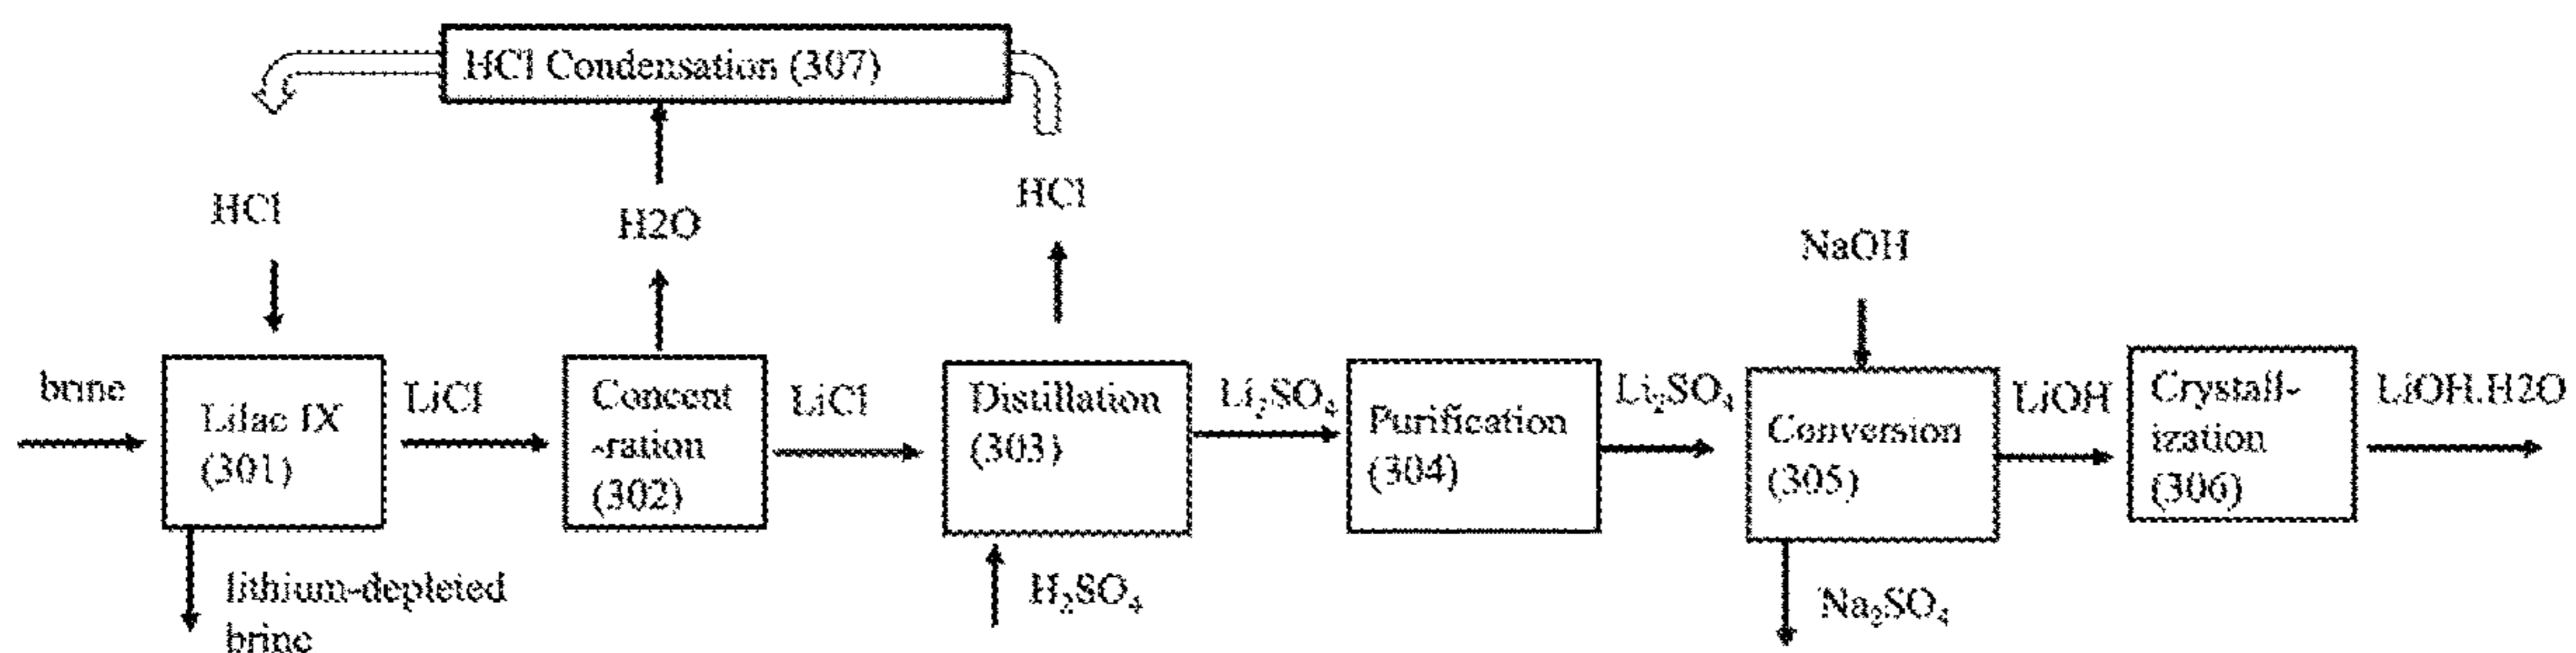 HCl Condensation (307)
HCl
H2O
HCl
NaOH
brine
Lilac IX
(301)
LiCl
Concent
-ration
(302)
LiCl
Distillation
(303)
Li₂SO₄
Purification
(304)
Li₂SO₄
Conversion
(305)
LiOH
Crystall-
ization
(306)
LiOH.H2O
lithium-depleted
brine
H₂SO₄
Na₂SO₄